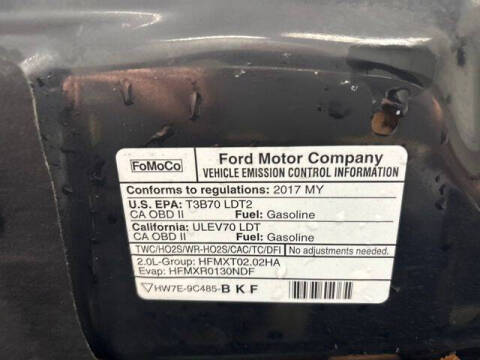 FoMoCo
Ford Motor Company
VEHICLE EMISSION CONTROL INFORMATION
Conforms to regulations: 2017 MY
U.S. EPA: T3B70 LDT2
CA OBD II Fuel: Gasoline
California: ULEV70 LDT
CA OBD II Fuel: Gasoline
TWC/HO2S/WR-HO2S/CAC/TC/DFI No adjustments needed.
2.0L-Group: HFMXT02.02HA
Evap: HFMXR0130NDF
HW7E-9C485-B K F